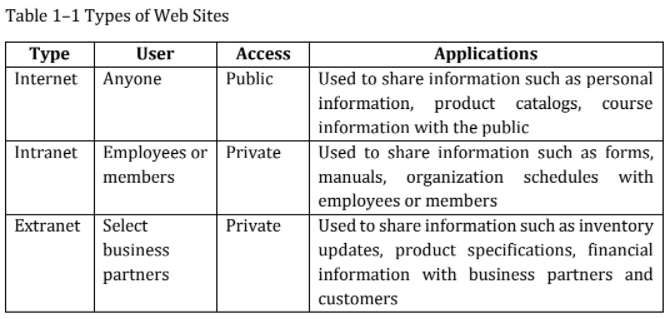 Table 1–1 Types of Web Sites
Type User Access Applications
Internet Anyone Public Used to share information such as personal
information, product catalogs, course
information with the public
Intranet Employees or Private Used to share information such as forms,
members manuals, organization schedules with
employees or members
Extranet Select Private Used to share information such as inventory
business updates, product specifications, financial
partners information with business partners and
customers